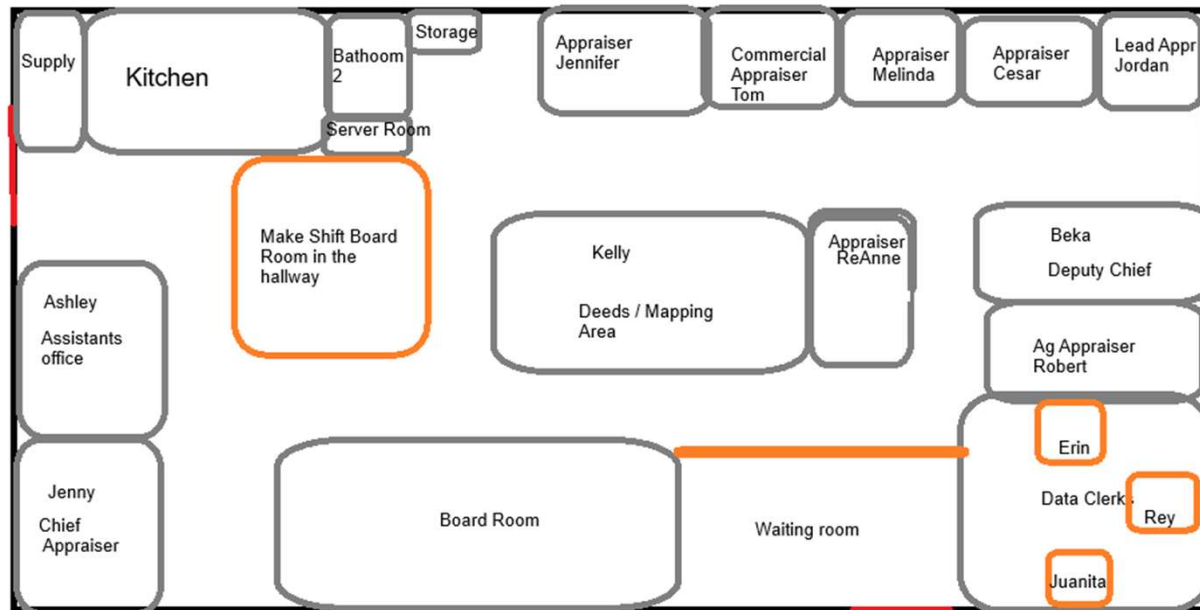 Supply
Kitchen
Bathoom
2
Storage
Server Room
Appraiser
Jennifer
Commercial
Appraiser
Tom
Appraiser
Melinda
Appraiser
Cesar
Lead Appr
Jordan
Make Shift Board
Room in the
hallway
Kelly
Deeds / Mapping
Area
Appraiser
ReAnne
Beka
Deputy Chief
Ashley
Assistants
office
Ag Appraiser
Robert
Jenny
Chief
Appraiser
Board Room
Waiting room
Erin
Data Clerks
Rey
Juanita